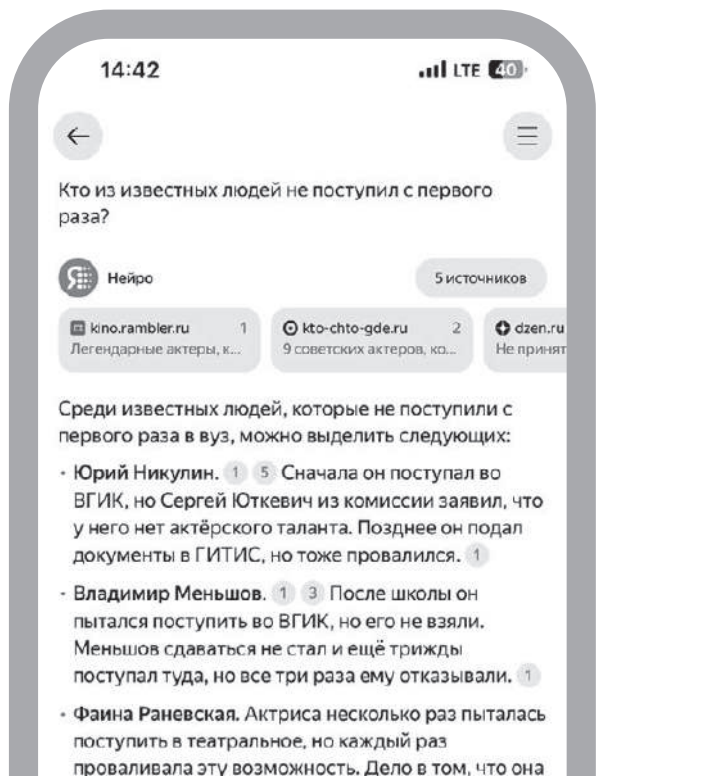 14:42 LTE 40
Кто из известных людей не поступил с первого
раза?
Нейро 5 источников
kino.rambler.ru 1 kto-chto-gde.ru 2 dzen.ru
Легендарные актеры, к... 9 советских актеров, ко... Не принят
Среди известных людей, которые не поступили с
первого раза в вуз, можно выделить следующих:
· Юрий Никулин. 1 5 Сначала он поступал во
ВГИК, но Сергей Юткевич из комиссии заявил, что
у него нет актёрского таланта. Позднее он подал
документы в ГИТИС, но тоже провалился. 1
· Владимир Меньшов. 1 3 После школы он
пытался поступить во ВГИК, но его не взяли.
Меньшов сдаваться не стал и ещё трижды
поступал туда, но все три раза ему отказывали. 1
· Фаина Раневская. Актриса несколько раз пыталась
поступить в театральное, но каждый раз
проваливала эту возможность. Дело в том, что она